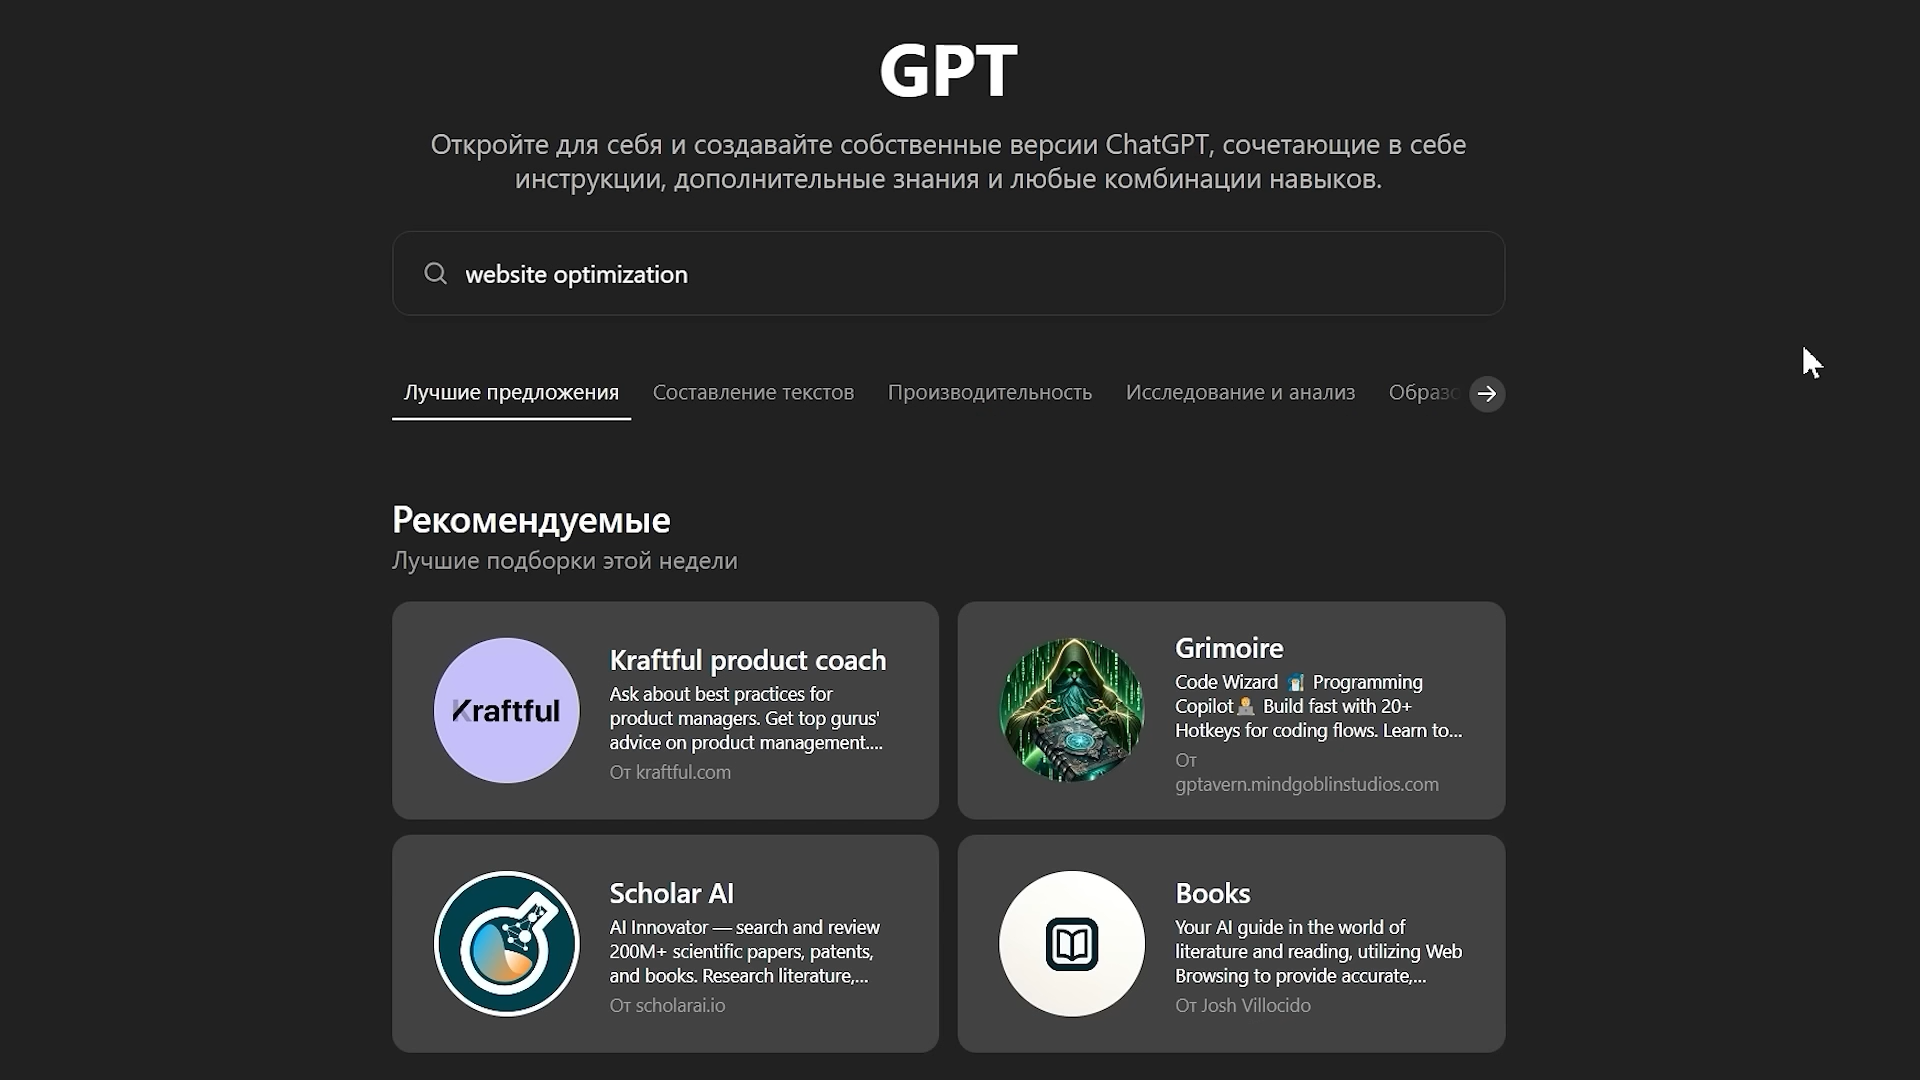 GPT
Откройте для себя и создавайте собственные версии ChatGPT, сочетающие в себе
инструкции, дополнительные знания и любые комбинации навыков.
website optimization
Лучшие предложения Составление текстов Производительность Исследование и анализ
Рекомендуемые
Лучшие подборки этой недели
Kraftful
Kraftful product coach
Ask about best practices for
product managers. Get top gurus'
advice on product management....
От kraftful.com
Grimoire
Code Wizard 🧙‍♂️ Programming
Copilot👨‍💻 Build fast with 20+
Hotkeys for coding flows. Learn to...
От
gptavern.mindgoblinstudios.com
Scholar AI
AI Innovator — search and review
200M+ scientific papers, patents,
and books. Research literature,...
От scholarai.io
Books
Your AI guide in the world of
literature and reading, utilizing Web
Browsing to provide accurate,...
От Josh Villocido